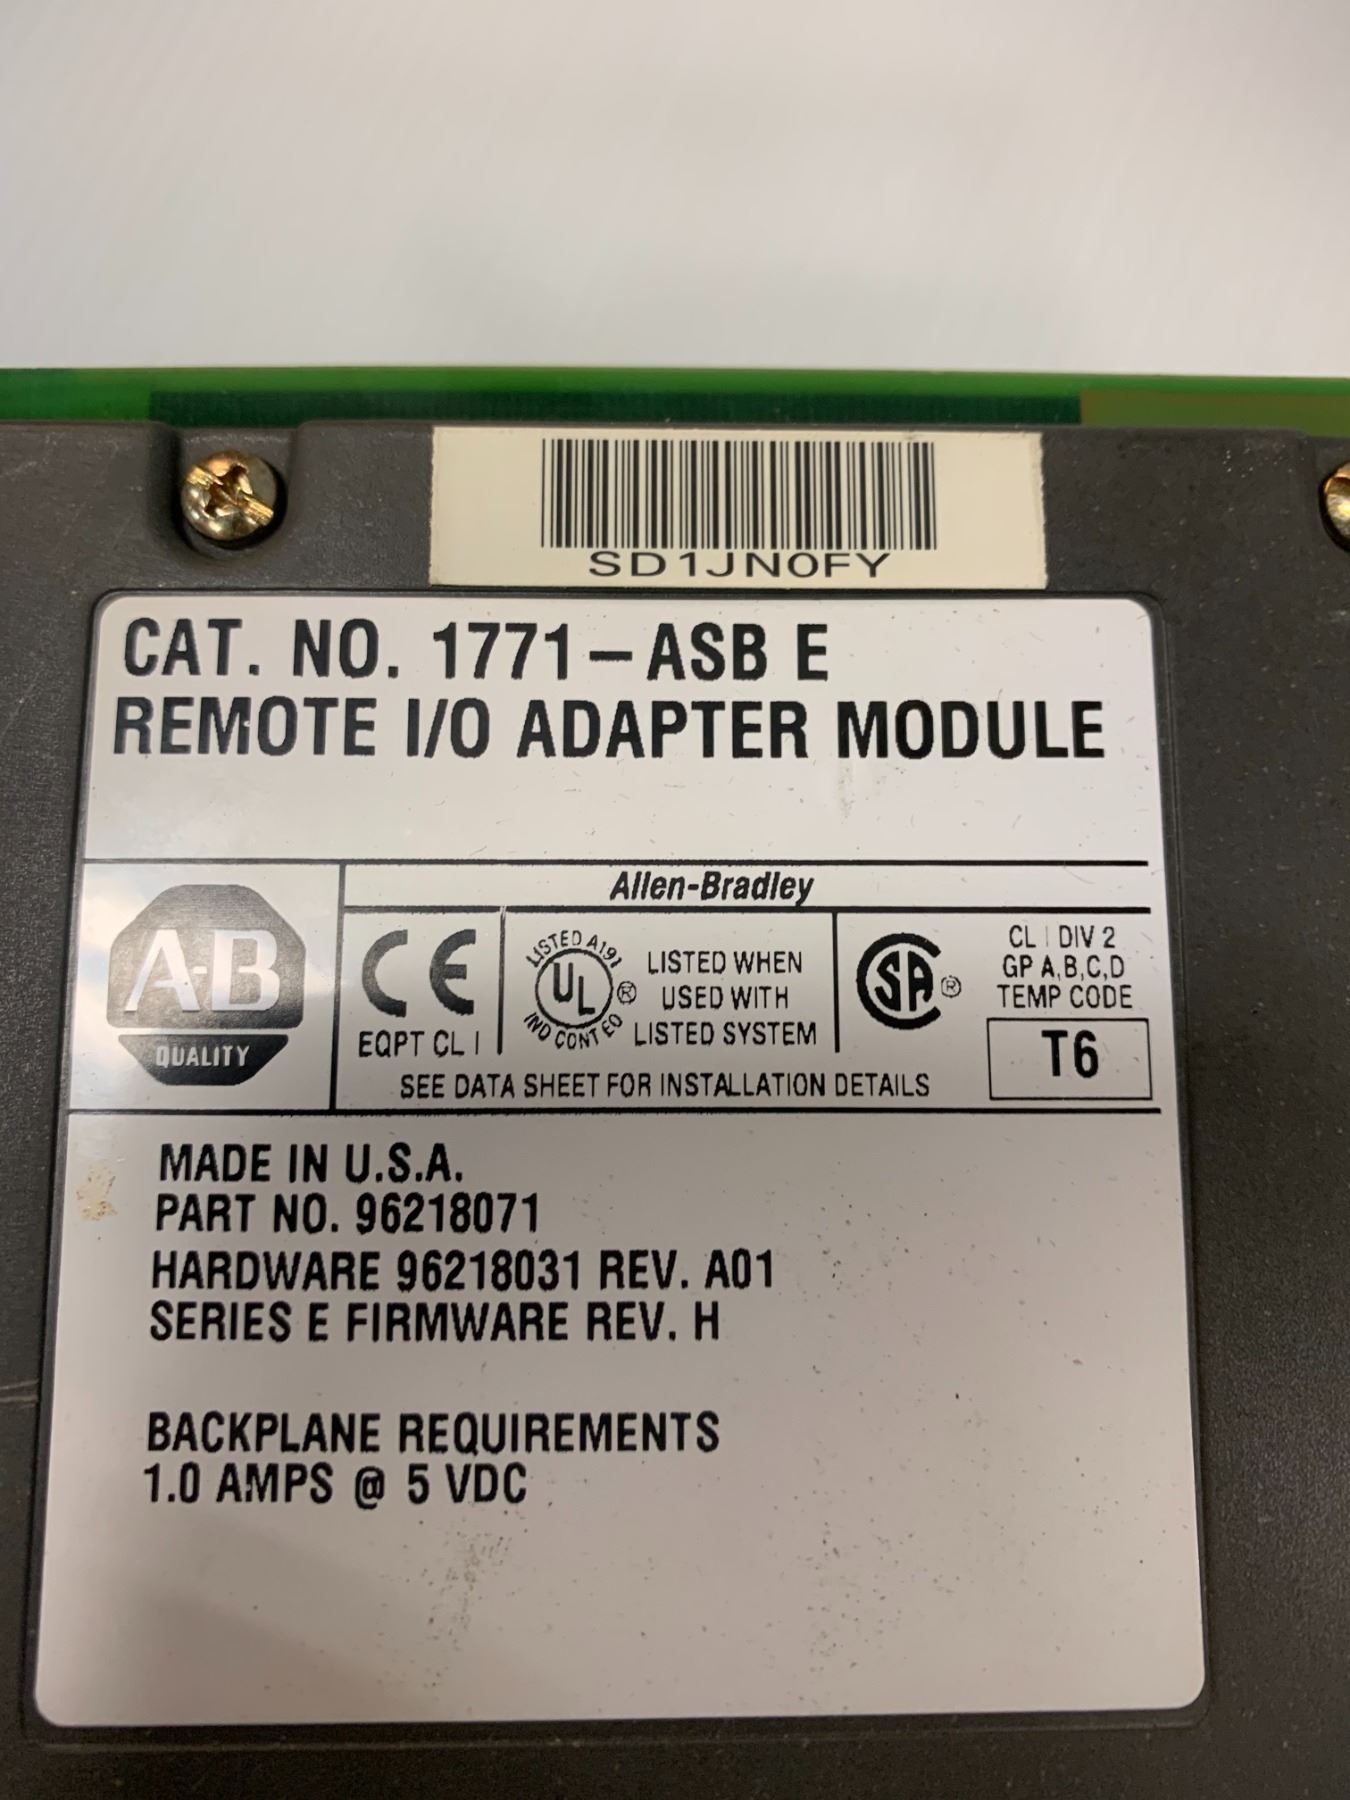 SD1JN0FY
CAT. NO. 1771-ASB E
REMOTE I/O ADAPTER MODULE
Allen-Bradley
A-B
QUALITY
CE
EQPT CL I
LISTED A191
UL ®
IND CONT EQ
LISTED WHEN
USED WITH
LISTED SYSTEM
SA ®
CL I DIV 2
GP A,B,C,D
TEMP CODE
T6
SEE DATA SHEET FOR INSTALLATION DETAILS
MADE IN U.S.A.
PART NO. 96218071
HARDWARE 96218031 REV. A01
SERIES E FIRMWARE REV. H
BACKPLANE REQUIREMENTS
1.0 AMPS @ 5 VDC